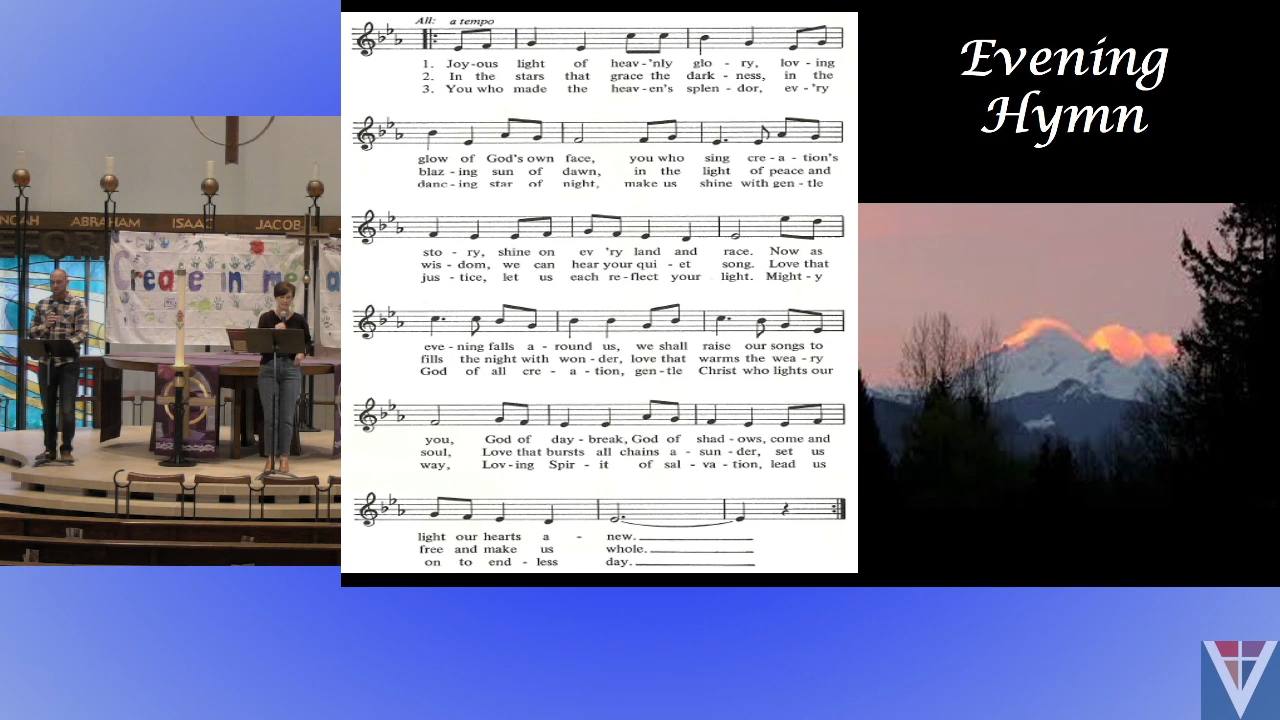 All: a tempo
1. Joy-ous light of heav-'nly glo - ry, lov - ing
2. In the stars that grace the dark - ness, in the
3. You who made the heav-en's splen - dor, ev - 'ry
glow of God's own face, you who sing cre - a - tion's
blaz - ing sun of dawn, in the light of peace and
danc - ing star of night, make us shine with gen - tle
sto - ry, shine on ev 'ry land and race. Now as
wis - dom, we can hear your qui - et song. Love that
jus - tice, let us each re - flect your light. Might - y
eve - ning falls a - round us, we shall raise our songs to
fills the night with won - der, love that warms the wea - ry
God of all cre - a - tion, gen - tle Christ who lights our
you, God of day - break, God of shad - ows, come and
soul, Love that bursts all chains a - sun - der, set us
way, Lov - ing Spir - it of sal - va - tion, lead us
light our hearts a - new.
free and make us whole.
on to end - less day.
Evening
Hymn
NOAH ABRAHAM ISAAC JACOB
Create in me a